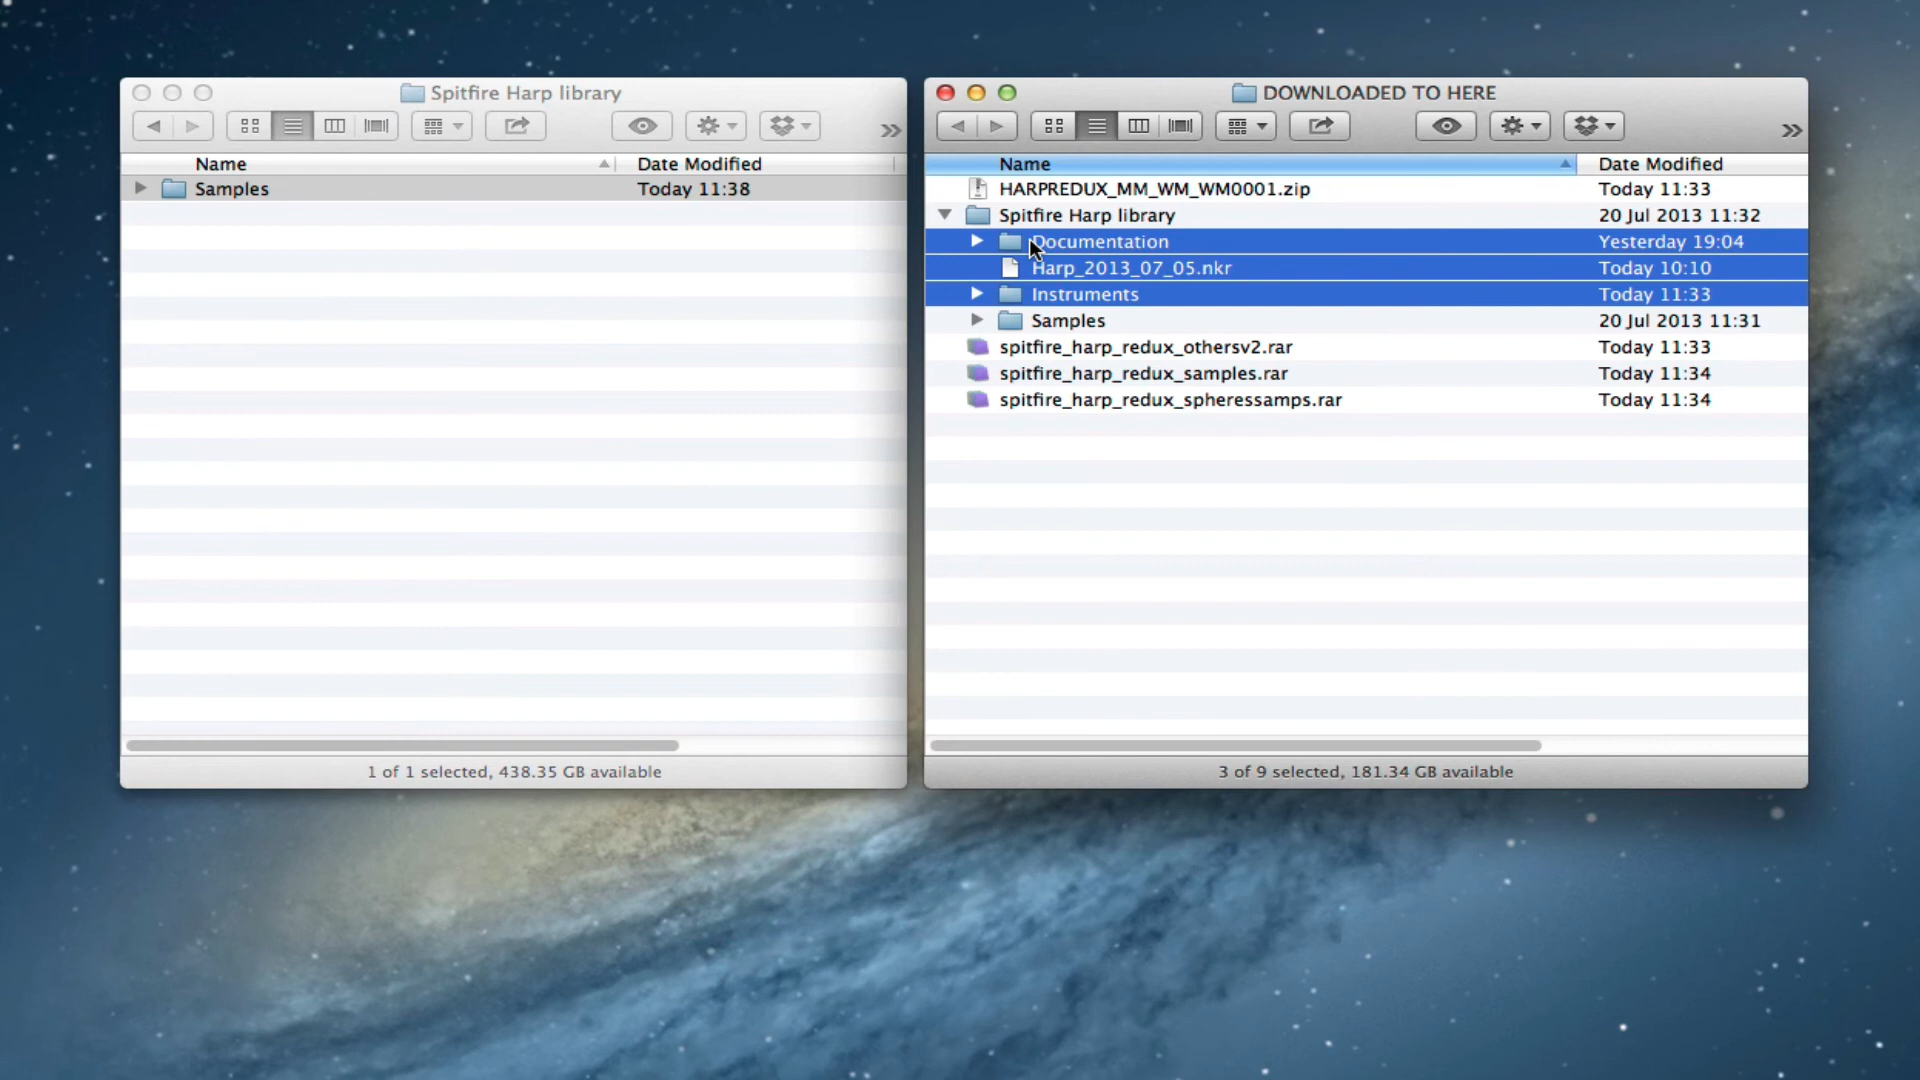 Spitfire Harp library
Name
Date Modified
Samples
Today 11:38
1 of 1 selected, 438.35 GB available
DOWNLOADED TO HERE
Name
Date Modified
HARPREDUX_MM_WM_WM0001.zip
Today 11:33
Spitfire Harp library
20 Jul 2013 11:32
Documentation
Yesterday 19:04
Harp_2013_07_05.nkr
Today 10:10
Instruments
Today 11:33
Samples
20 Jul 2013 11:31
spitfire_harp_redux_othersv2.rar
Today 11:33
spitfire_harp_redux_samples.rar
Today 11:34
spitfire_harp_redux_spheressamps.rar
Today 11:34
3 of 9 selected, 181.34 GB available